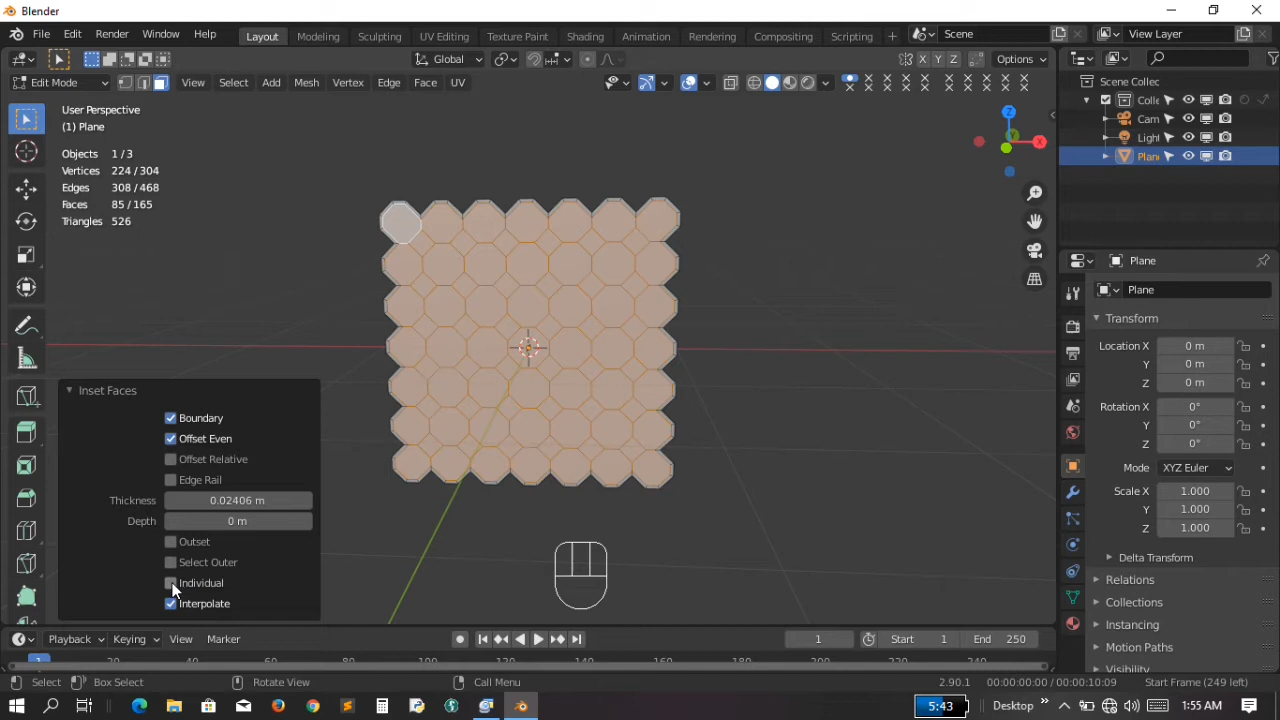 Blender
File Edit Render Window Help
Layout Modeling Sculpting UV Editing Texture Paint Shading Animation Rendering Compositing Scripting +
Scene
View Layer
Global
X Y Z
Options
Edit Mode
View Select Add Mesh Vertex Edge Face UV
User Perspective
(1) Plane
Objects 1/3
Vertices 224/304
Edges 308/468
Faces 85/165
Triangles 526
Z
X
Scene Collec
Colle
Cam
Light
Plane
Plane
Plane
Transform
Location X 0 m
Y 0 m
Z 0 m
Rotation X 0°
Y 0°
Z 0°
Mode XYZ Euler
Scale X 1.000
Y 1.000
Z 1.000
Delta Transform
Relations
Collections
Instancing
Motion Paths
Visibility
Inset Faces
Boundary
Offset Even
Offset Relative
Edge Rail
Thickness 0.02406 m
Depth 0 m
Outset
Select Outer
Individual
Interpolate
Playback Keying View Marker
1
Start 1
End 250
1 20 40 60 80 100 120 140 160 180 200 220 240
Select
Box Select
Rotate View
Call Menu
2.90.1 00:00:00:00 / 00:00:10:09 Start Frame (249 left)
5:43
Desktop
1:55 AM